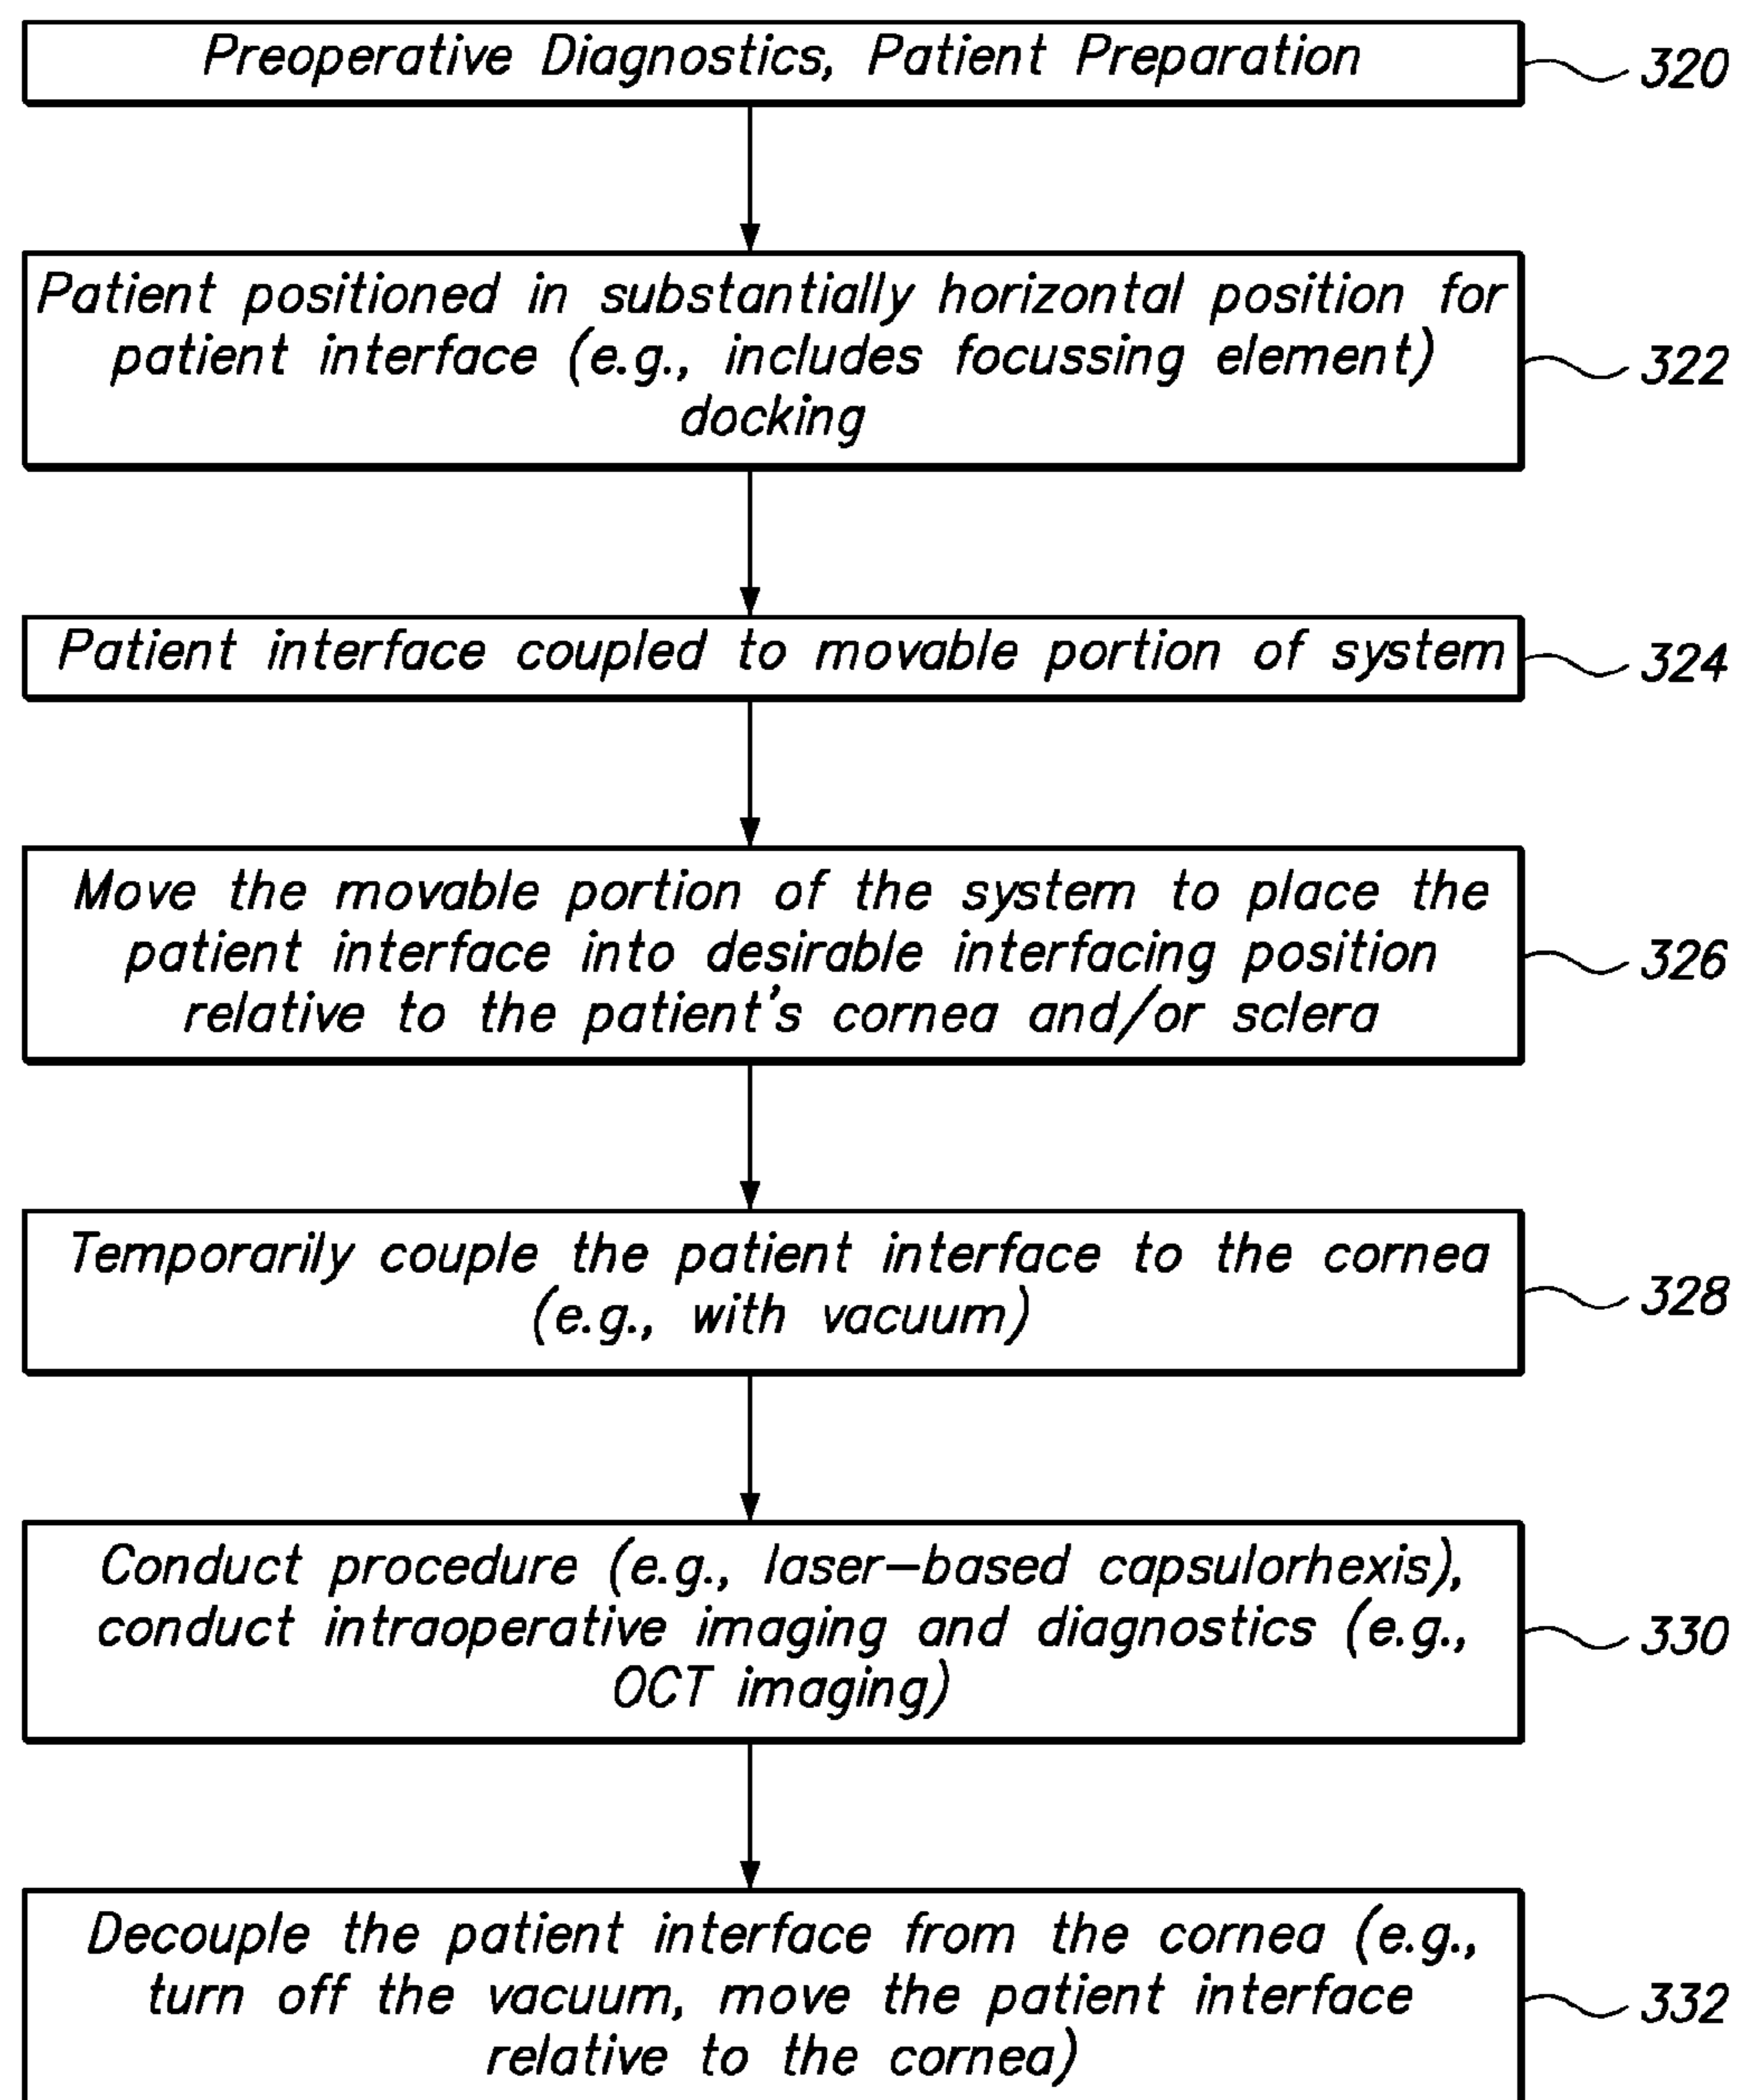 Preoperative Diagnostics, Patient Preparation
320
Patient positioned in substantially horizontal position for
patient interface (e.g., includes focussing element)
docking
322
Patient interface coupled to movable portion of system
324
Move the movable portion of the system to place the
patient interface into desirable interfacing position
relative to the patient's cornea and/or sclera
326
Temporarily couple the patient interface to the cornea
(e.g., with vacuum)
328
Conduct procedure (e.g., laser-based capsulorhexis),
conduct intraoperative imaging and diagnostics (e.g.,
OCT imaging)
330
Decouple the patient interface from the cornea (e.g.,
turn off the vacuum, move the patient interface
relative to the cornea)
332